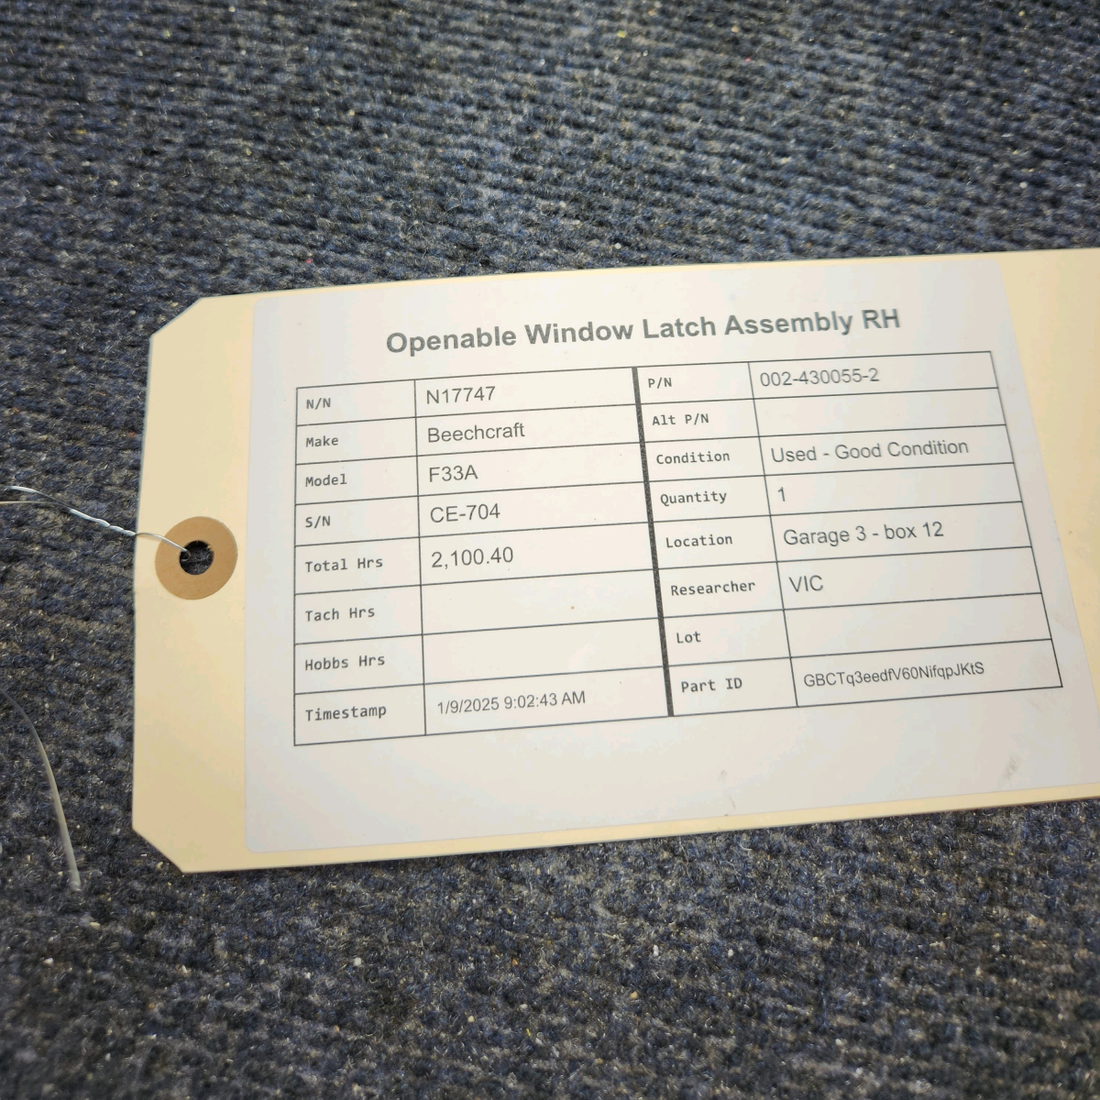 Openable Window Latch Assembly RH
N/N N17747 P/N 002-430055-2
Make Beechcraft Alt P/N
Model F33A Condition Used - Good Condition
S/N CE-704 Quantity 1
Total Hrs 2,100.40 Location Garage 3 - box 12
Tach Hrs Researcher VIC
Hobbs Hrs Lot
Timestamp 1/9/2025 9:02:43 AM Part ID GBCTq3eedfV60NifqpJKtS